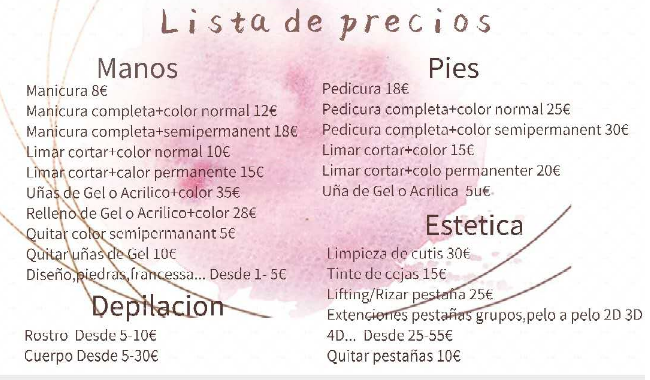 Lista de precios
Manos
Manicura 8€
Manicura completa+color normal 12€
Manicura completa+semipermanent 18€
Limar cortar+color normal 10€
Limar cortar+calor permanente 15€
Uñas de Gel o Acrilico+color 35€
Relleno de Gel o Acritico+color 28€
Quitar color semipermanant 5€
Quitar uñas de Gel 10€
Diseño,piedras,francessa... Desde 1- 5€
Depilacion
Rostro Desde 5-10€
Cuerpo Desde 5-30€
Pies
Pedicura 18€
Pedicura completa+color normal 25€
Pedicura completa+color semipermanent 30€
Limar cortar+color 15€
Limar cortar+colo permanenter 20€
Uña de Gel o Acrilica 5u€
Estetica
Limpieza de cutis 30€
Tinte de cejas 15€
Lifting/Rizar pestaña 25€
Extenciones pestañas grupos,pelo a pelo 2D 3D
4D... Desde 25-55€
Quitar pestañas 10€